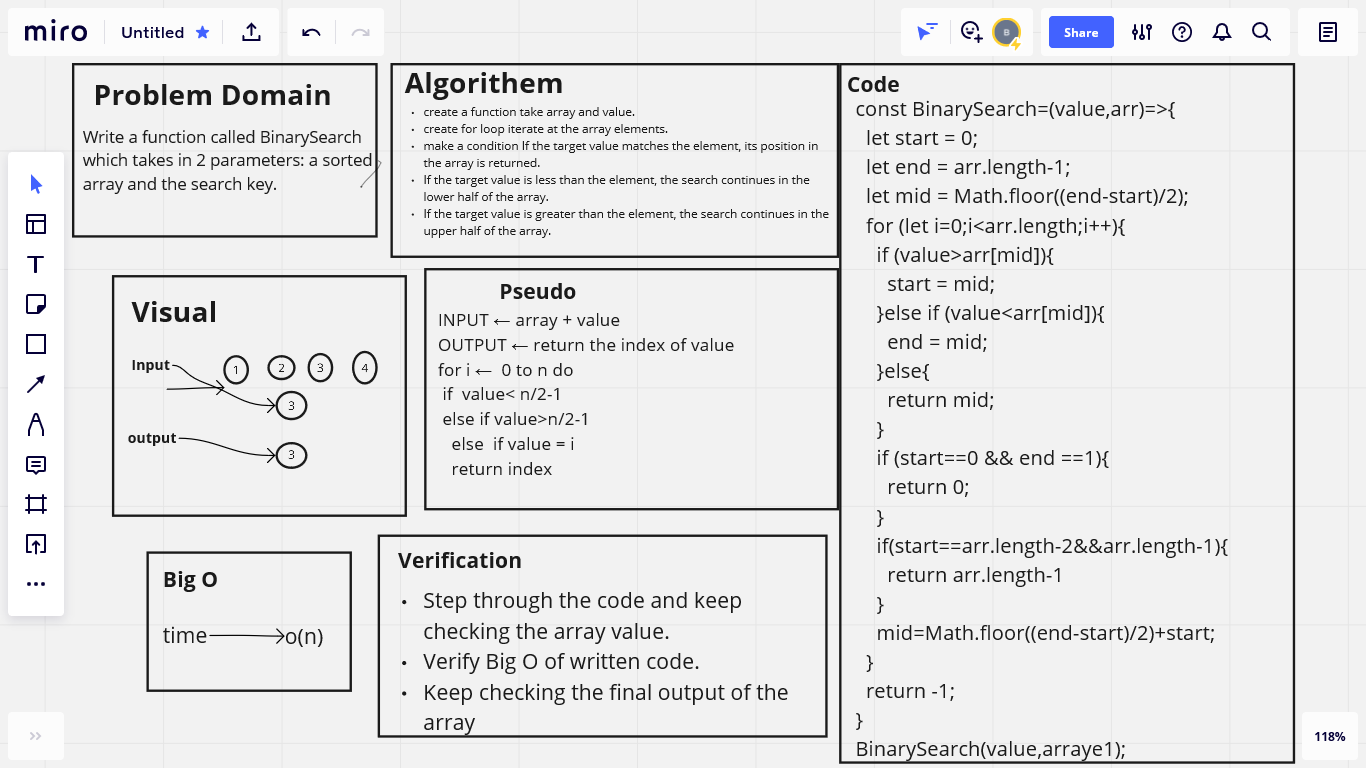 miro
Untitled
B
Share
Problem Domain
Write a function called BinarySearch
which takes in 2 parameters: a sorted
array and the search key.
Algorithem
• create a function take array and value.
• create for loop iterate at the array elements.
• make a condition If the target value matches the element, its position in
the array is returned.
• If the target value is less than the element, the search continues in the
lower half of the array.
• If the target value is greater than the element, the search continues in the
upper half of the array.
Visual
Input
1 2 3 4
3
output
3
Pseudo
INPUT ← array + value
OUTPUT ← return the index of value
for i ← 0 to n do
if value< n/2-1
else if value>n/2-1
else if value = i
return index
Big O
time o(n)
Verification
• Step through the code and keep
checking the array value.
• Verify Big O of written code.
• Keep checking the final output of the
array
Code
const BinarySearch=(value,arr)=>{
let start = 0;
let end = arr.length-1;
let mid = Math.floor((end-start)/2);
for (let i=0;i<arr.length;i++){
if (value>arr[mid]){
start = mid;
}else if (value<arr[mid]){
end = mid;
}else{
return mid;
}
if (start==0 && end ==1){
return 0;
}
if(start==arr.length-2&&arr.length-1){
return arr.length-1
}
mid=Math.floor((end-start)/2)+start;
}
return -1;
}
BinarySearch(value,arraye1);
118%